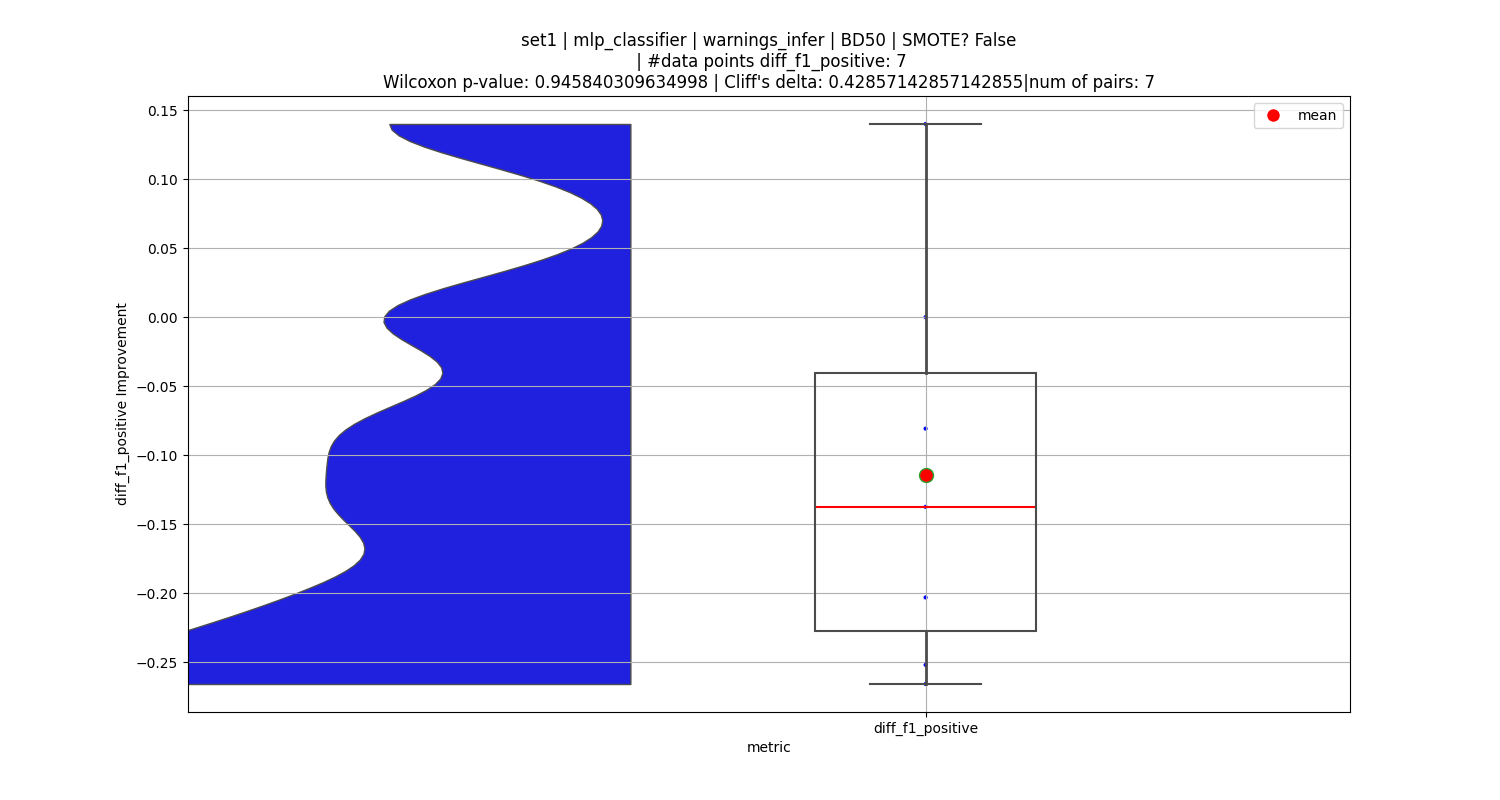 set1 | mlp_classifier | warnings_infer | BD50 | SMOTE? False
| #data points diff_f1_positive: 7
Wilcoxon p-value: 0.945840309634998 | Cliff's delta: 0.42857142857142855|num of pairs: 7
mean
0.15
0.10
0.05
0.00
−0.05
−0.10
−0.15
−0.20
−0.25
diff_f1_positive Improvement
diff_f1_positive
metric